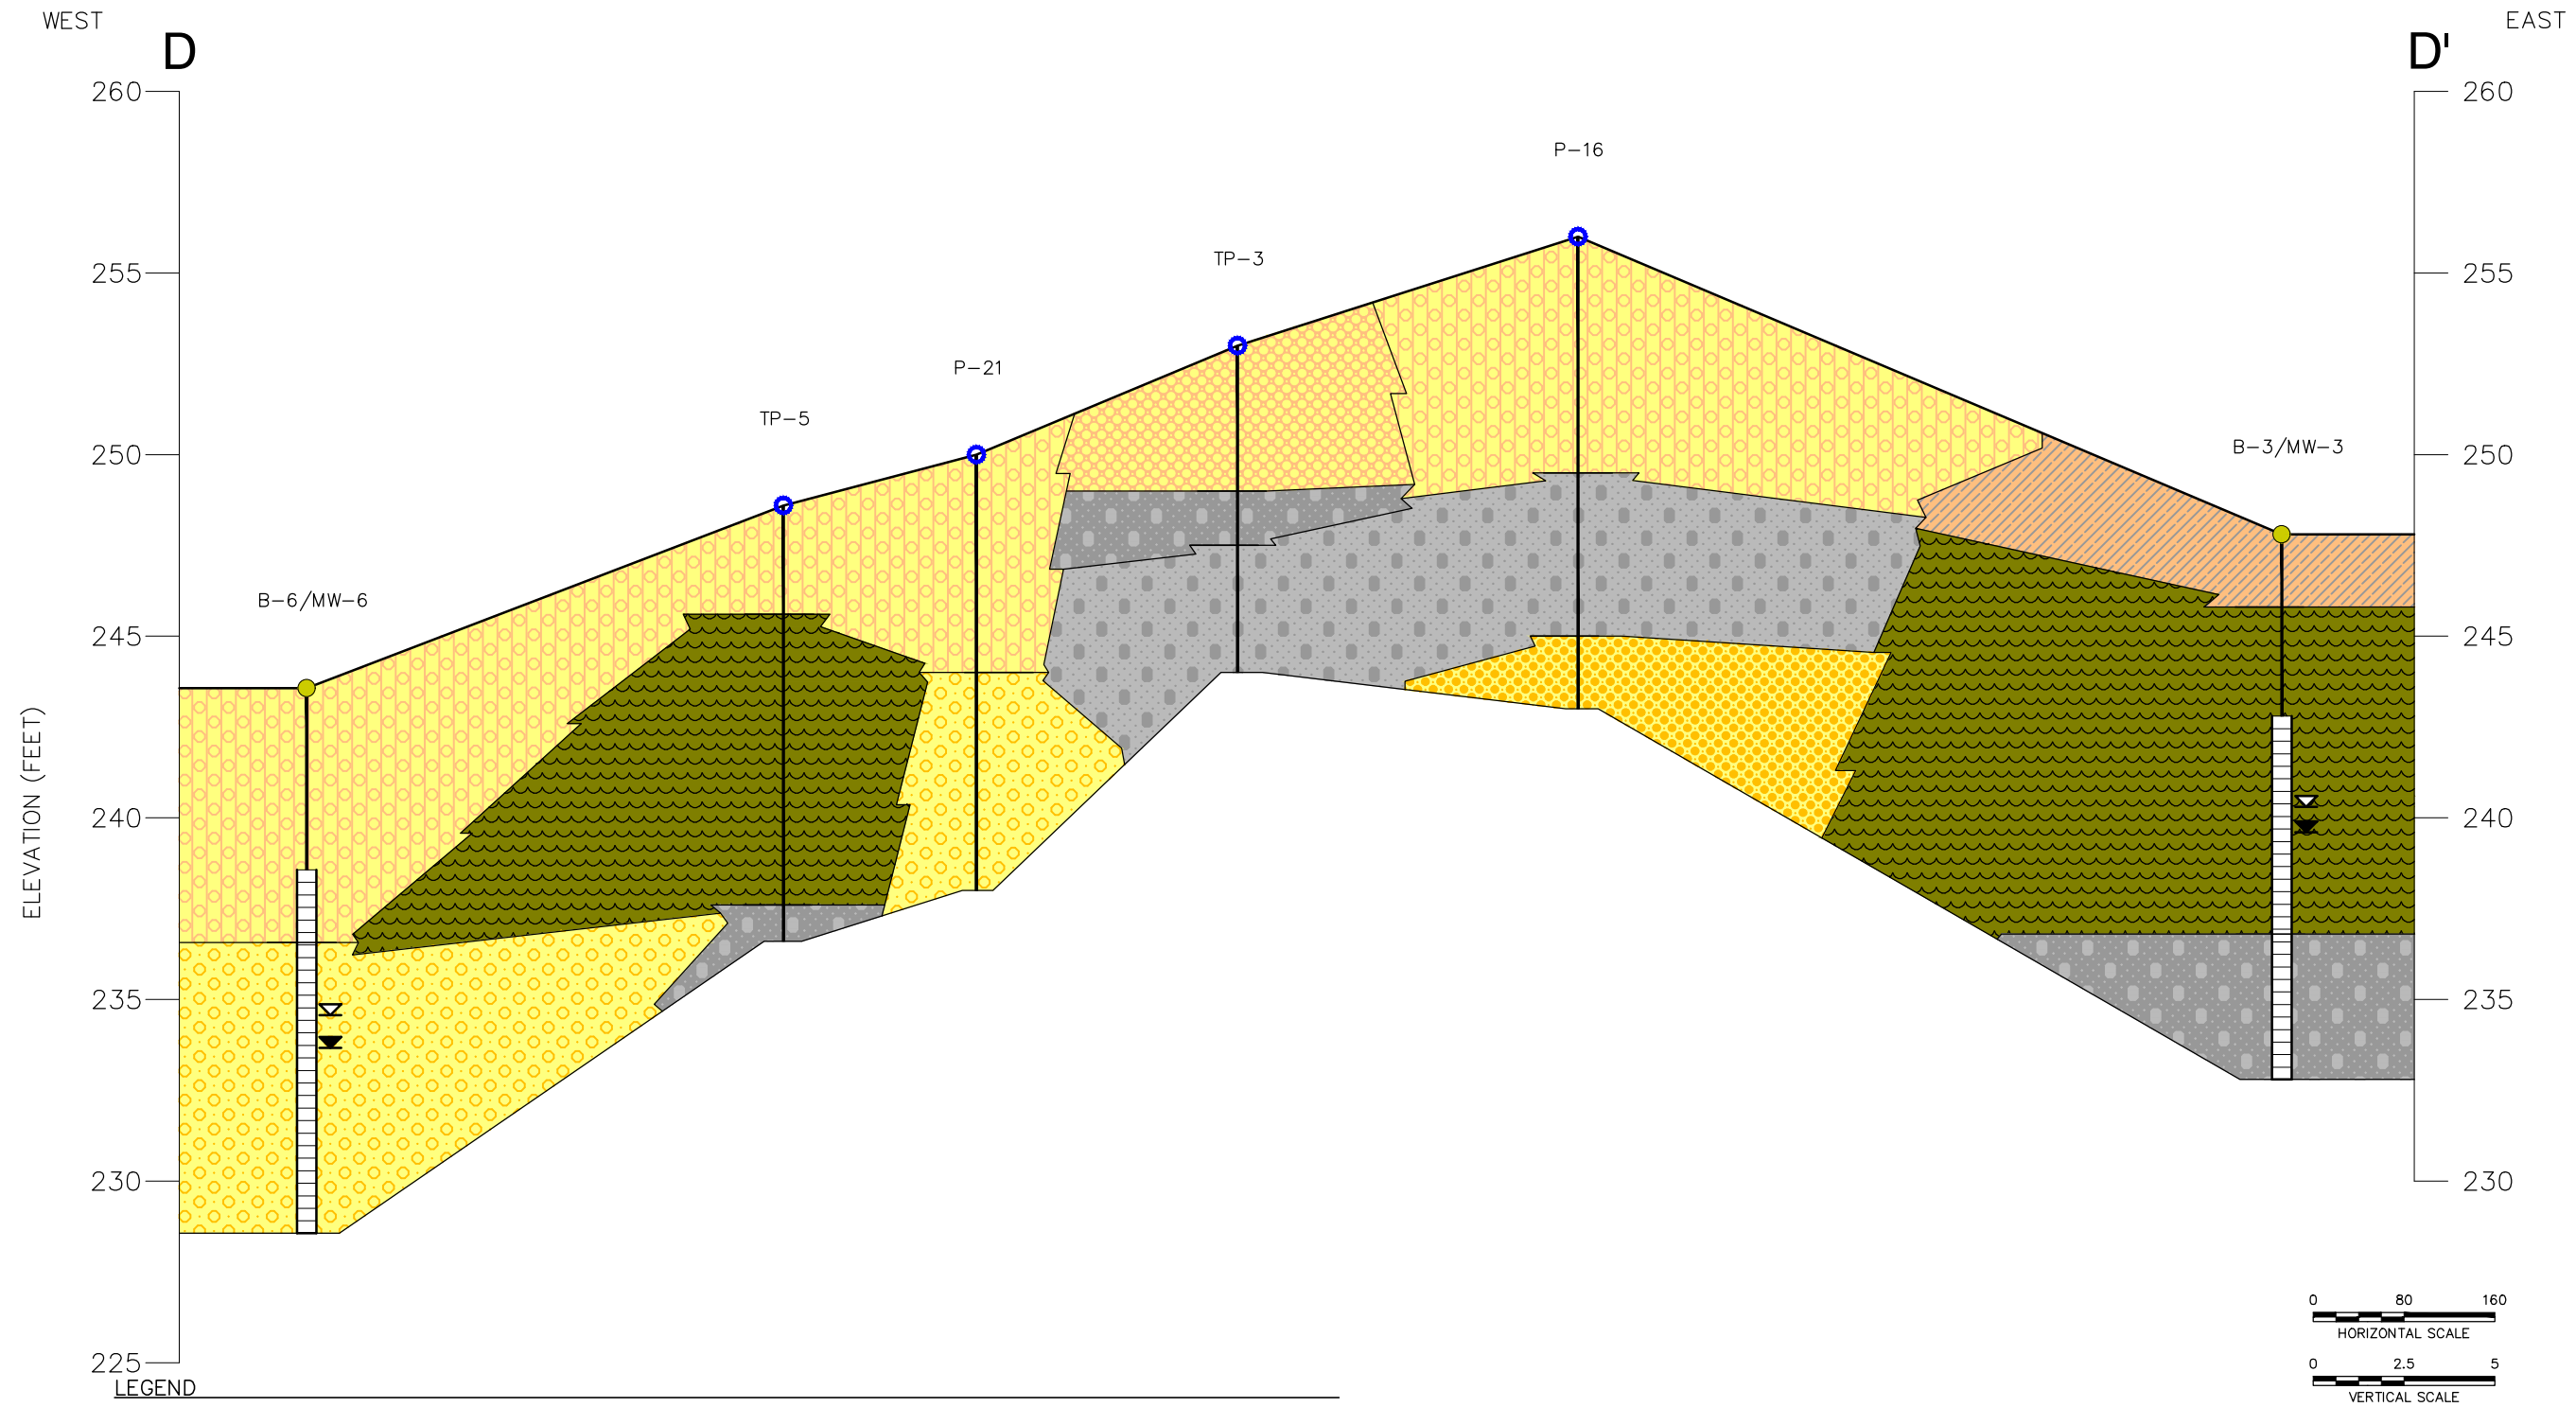 WEST
EAST
D
D'
260
260
P-16
255
TP-3
255
P-21
TP-5
250
B-3/MW-3
250
B-6/MW-6
245
245
ELEVATION (FEET)
240
240
235
235
230
230
0 80 160
HORIZONTAL SCALE
225
0 2.5 5
LEGEND
VERTICAL SCALE